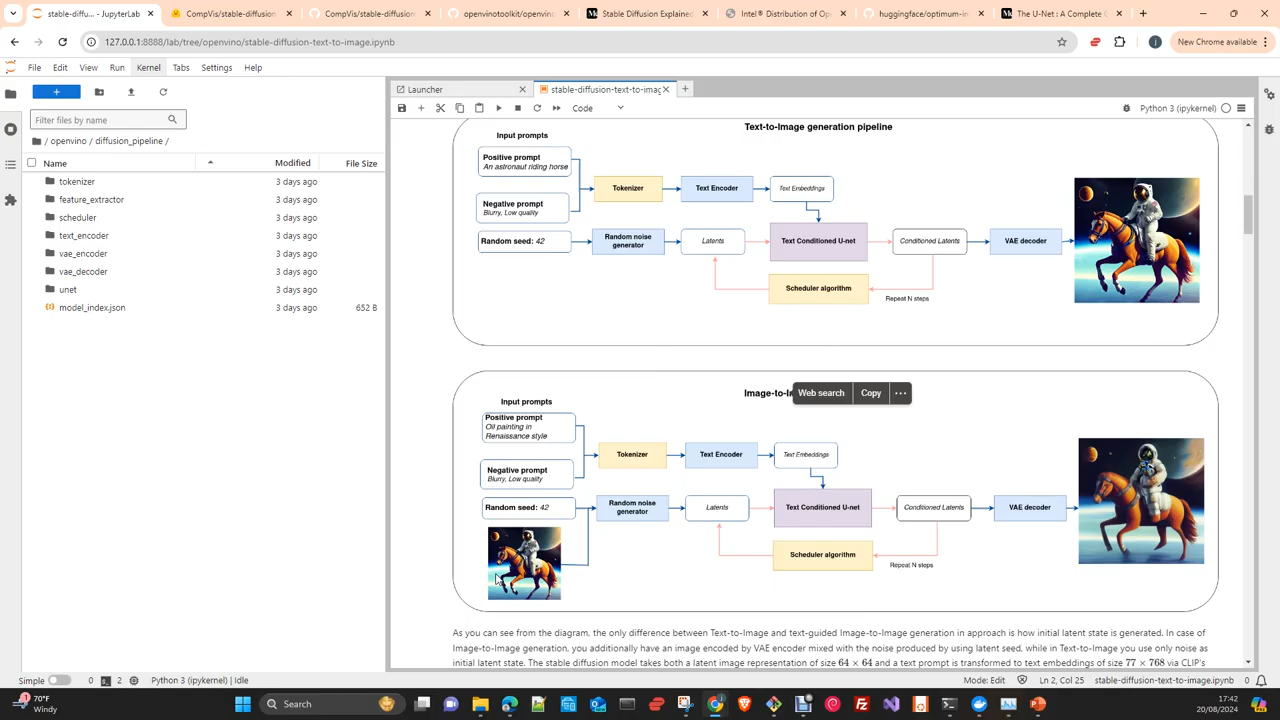 stable-diffu... - JupyterLab
CompVis/stable-diffusion
CompVis/stable-diffusion
openvinotoolkit/openvinc
Stable Diffusion Explained
Intel® Distribution of Ope
huggingface/optimum-in
The U-Net : A Complete G
127.0.0.1:8888/lab/tree/openvino/stable-diffusion-text-to-image.ipynb
New Chrome available
File Edit View Run Kernel Tabs Settings Help
Launcher
stable-diffusion-text-to-imag
Code
Python 3 (ipykernel)
Filter files by name
/ openvino / diffusion_pipeline /
Name Modified File Size
tokenizer 3 days ago
feature_extractor 3 days ago
scheduler 3 days ago
text_encoder 3 days ago
vae_encoder 3 days ago
vae_decoder 3 days ago
unet 3 days ago
model_index.json 3 days ago 652 B
Text-to-Image generation pipeline
Input prompts
Positive prompt
An astronaut riding horse
Negative prompt
Blurry, Low quality
Random seed: 42
Tokenizer
Text Encoder
Text Embeddings
Random noise
generator
Latents
Text Conditioned U-net
Conditioned Latents
VAE decoder
Scheduler algorithm
Repeat N steps
Image-to-I
Web search Copy
Input prompts
Positive prompt
Oil painting in
Renaissance style
Negative prompt
Blurry, Low quality
Random seed: 42
Tokenizer
Text Encoder
Text Embeddings
Random noise
generator
Latents
Text Conditioned U-net
Conditioned Latents
VAE decoder
Scheduler algorithm
Repeat N steps
As you can see from the diagram, the only difference between Text-to-Image and text-guided Image-to-Image generation in approach is how initial latent state is generated. In case of
Image-to-Image generation, you additionally have an image encoded by VAE encoder mixed with the noise produced by using latent seed, while in Text-to-Image you use only noise as
initial latent state. The stable diffusion model takes both a latent image representation of size 64 × 64 and a text prompt is transformed to text embeddings of size 77 × 768 via CLIP's
Simple 0 2 Python 3 (ipykernel) | Idle
Mode: Edit Ln 2, Col 25 stable-diffusion-text-to-image.ipynb 0
70°F
Windy
Search
17:42
20/08/2024